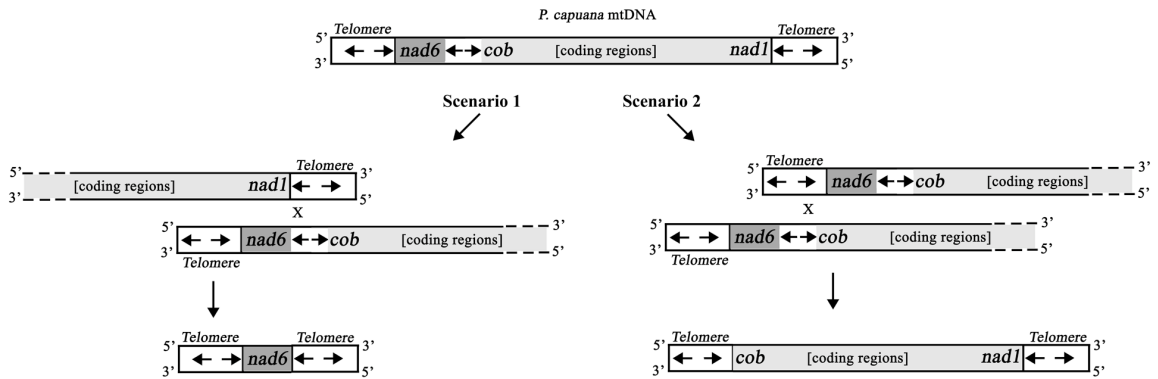 P. capuana mtDNA
Telomere Telomere
5’ nad6 cob [coding regions] nad1 3’
3’ 5’
Scenario 1 Scenario 2
Telomere
5’ [coding regions] nad1 3’
3’ 5’
X
5’ nad6 cob [coding regions] 3’
3’ 5’
Telomere
Telomere Telomere
5’ nad6 3’
3’ 5’
Telomere
5’ nad6 cob [coding regions] 3’
3’ 5’
X
5’ nad6 cob [coding regions] 3’
3’ 5’
Telomere
Telomere Telomere
5’ cob [coding regions] nad1 3’
3’ 5’